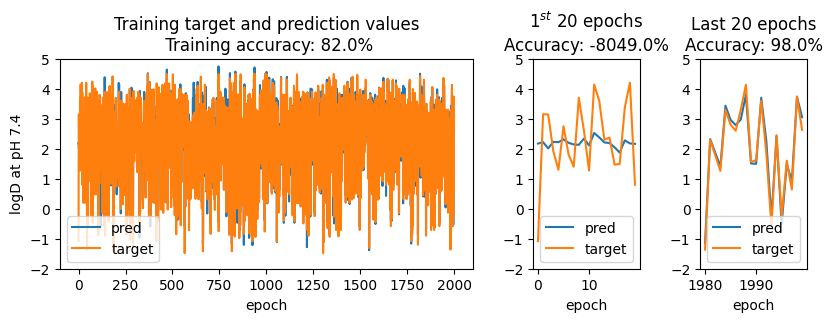 Training target and prediction values
Training accuracy: 82.0%
logD at pH 7.4
5
4
3
2
1
0
−1
−2
pred
target
0
250
500
750
1000
1250
1500
1750
2000
epoch
1st 20 epochs
Accuracy: -8049.0%
5
4
3
2
1
0
−1
−2
pred
target
0
10
epoch
Last 20 epochs
Accuracy: 98.0%
5
4
3
2
1
0
−1
−2
pred
target
1980
1990
epoch